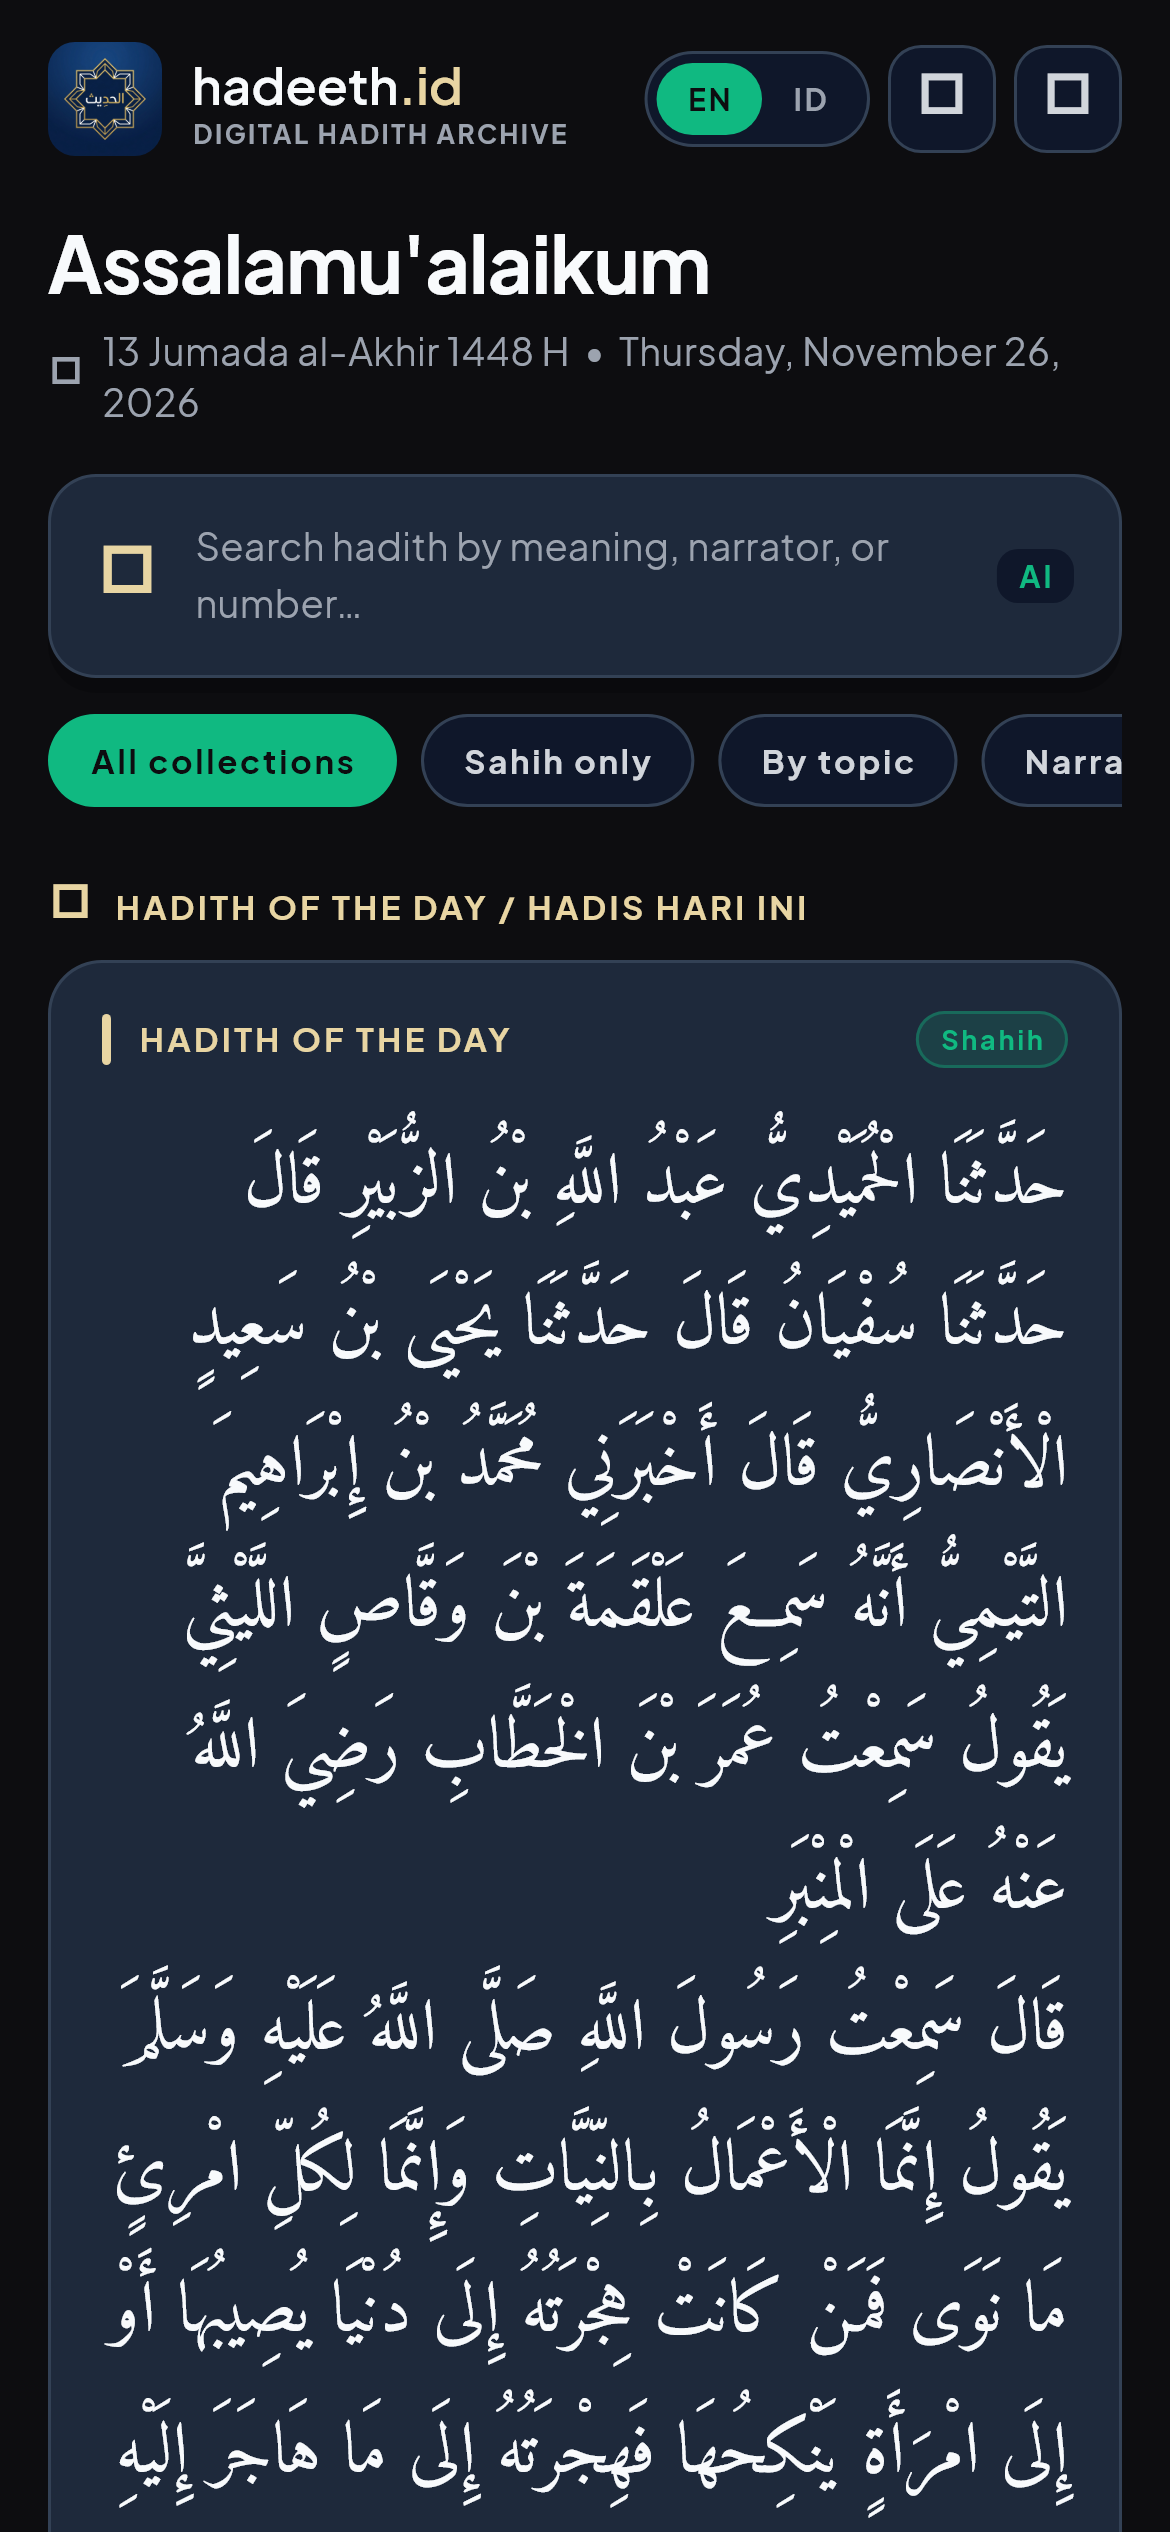 الحديث
hadeeth.id
DIGITAL HADITH ARCHIVE
EN ID
Assalamu'alaikum
13 Jumada al-Akhir 1448 H • Thursday, November 26,
2026
Search hadith by meaning, narrator, or
number...
AI
All collections Sahih only By topic Narra
HADITH OF THE DAY / HADIS HARI INI
HADITH OF THE DAY
Shahih
حَدَّثَنَا الْحُمَيْدِيُّ عَبْدُ اللَّهِ بْنُ الزُّبَيْرِ قَالَ
حَدَّثَنَا سُفْيَانُ قَالَ حَدَّثَنَا يَحْيَى بْنُ سَعِيدٍ
الْأَنْصَارِيُّ قَالَ أَخْبَرَنِي مُحَمَّدُ بْنُ إِبْرَاهِيمَ
التَّيْمِيُّ أَنَّهُ سَمِعَ عَلْقَمَةَ بْنَ وَقَّاصٍ اللَّيْثِيَّ
يَقُولُ سَمِعْتُ عُمَرَ بْنَ الْخَطَّابِ رَضِيَ اللَّهُ
عَنْهُ عَلَى الْمِنْبَرِ
قَالَ سَمِعْتُ رَسُولَ اللَّهِ صَلَّى اللَّهُ عَلَيْهِ وَسَلَّمَ
يَقُولُ إِنَّمَا الْأَعْمَالُ بِالنِّيَّاتِ وَإِنَّمَا لِكُلِّ امْرِئٍ
مَا نَوَى فَمَنْ كَانَتْ هِجْرَتُهُ إِلَى دُنْيَا يُصِيبُهَا أَوْ
إِلَى امْرَأَةٍ يَنْكِحُهَا فَهِجْرَتُهُ إِلَى مَا هَاجَرَ إِلَيْهِ